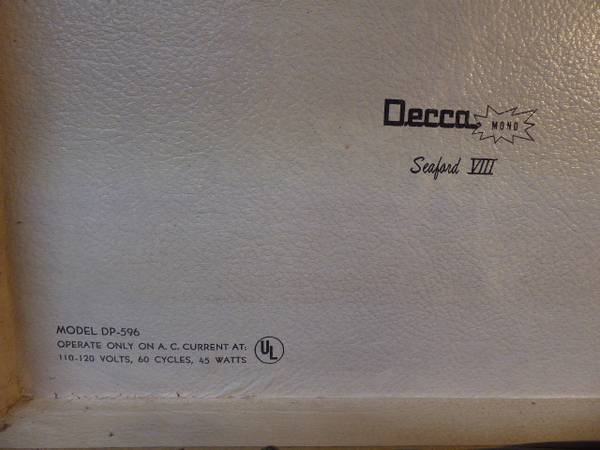 Decca MONO
Seaford VIII
MODEL DP-596
OPERATE ONLY ON A. C. CURRENT AT:
110-120 VOLTS, 60 CYCLES, 45 WATTS
UL